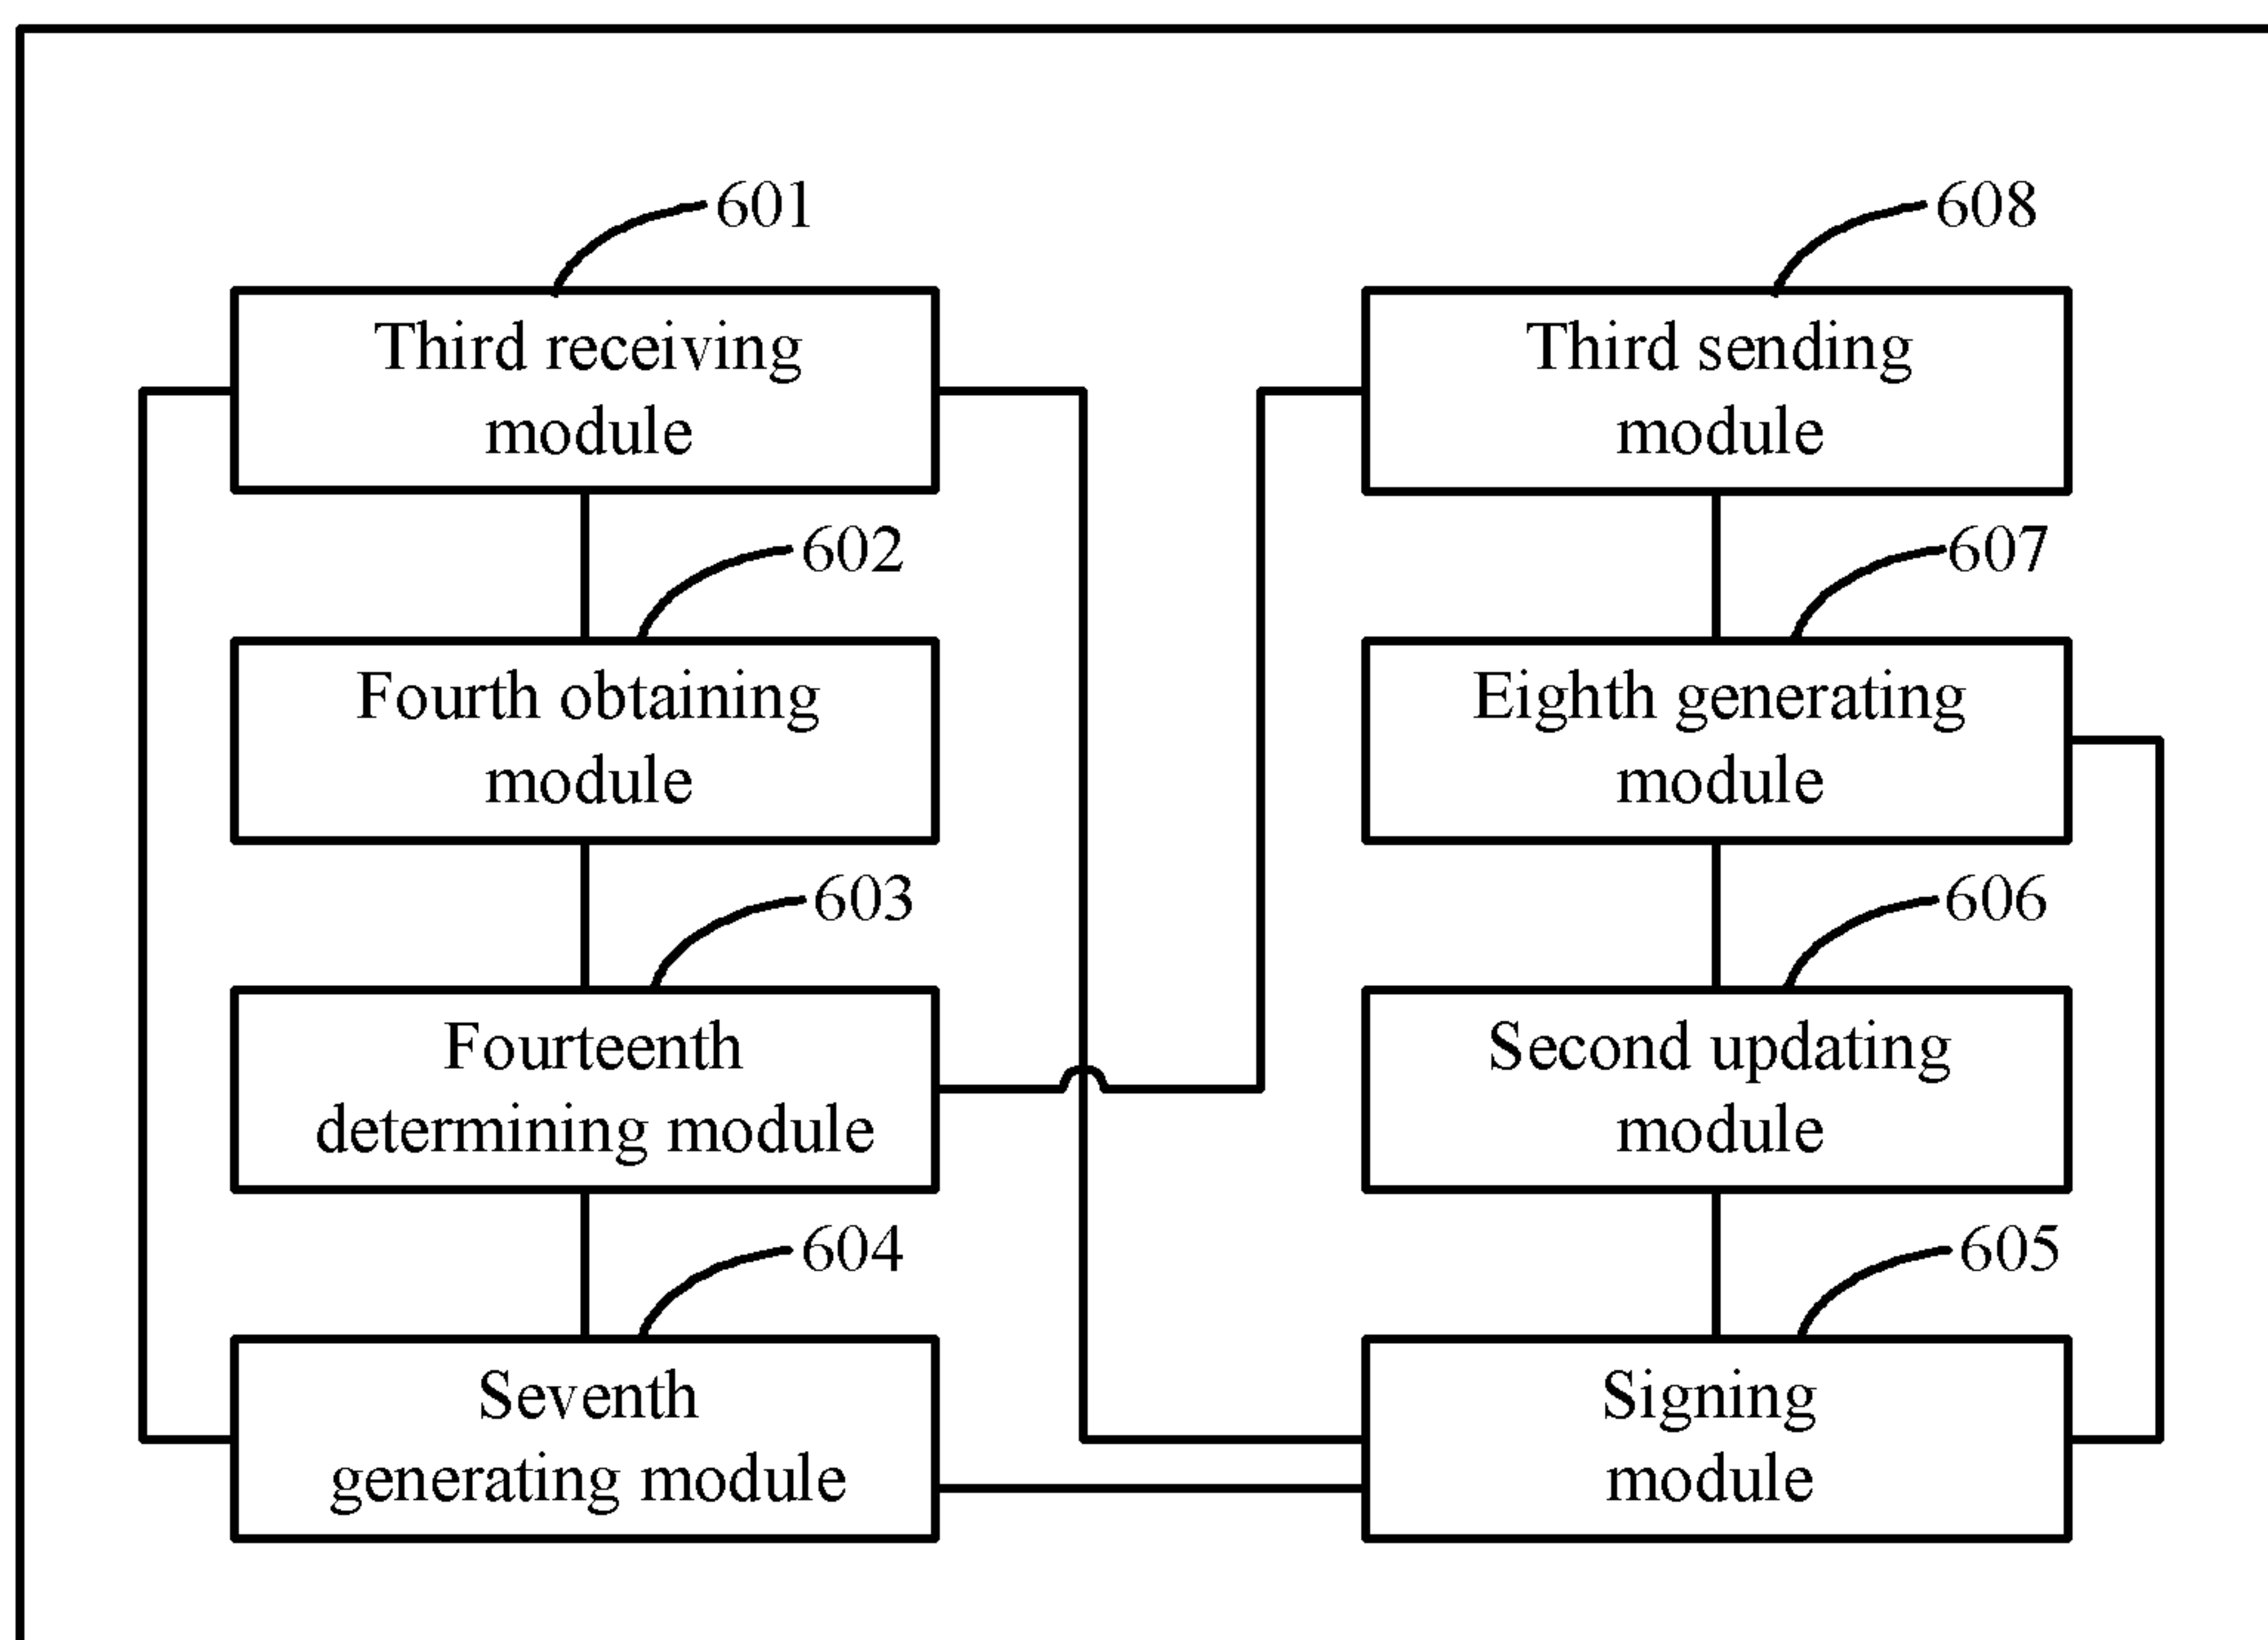 601
Third receiving
module
602
Fourth obtaining
module
603
Fourteenth
determining module
604
Seventh
generating module
608
Third sending
module
607
Eighth generating
module
606
Second updating
module
605
Signing
module